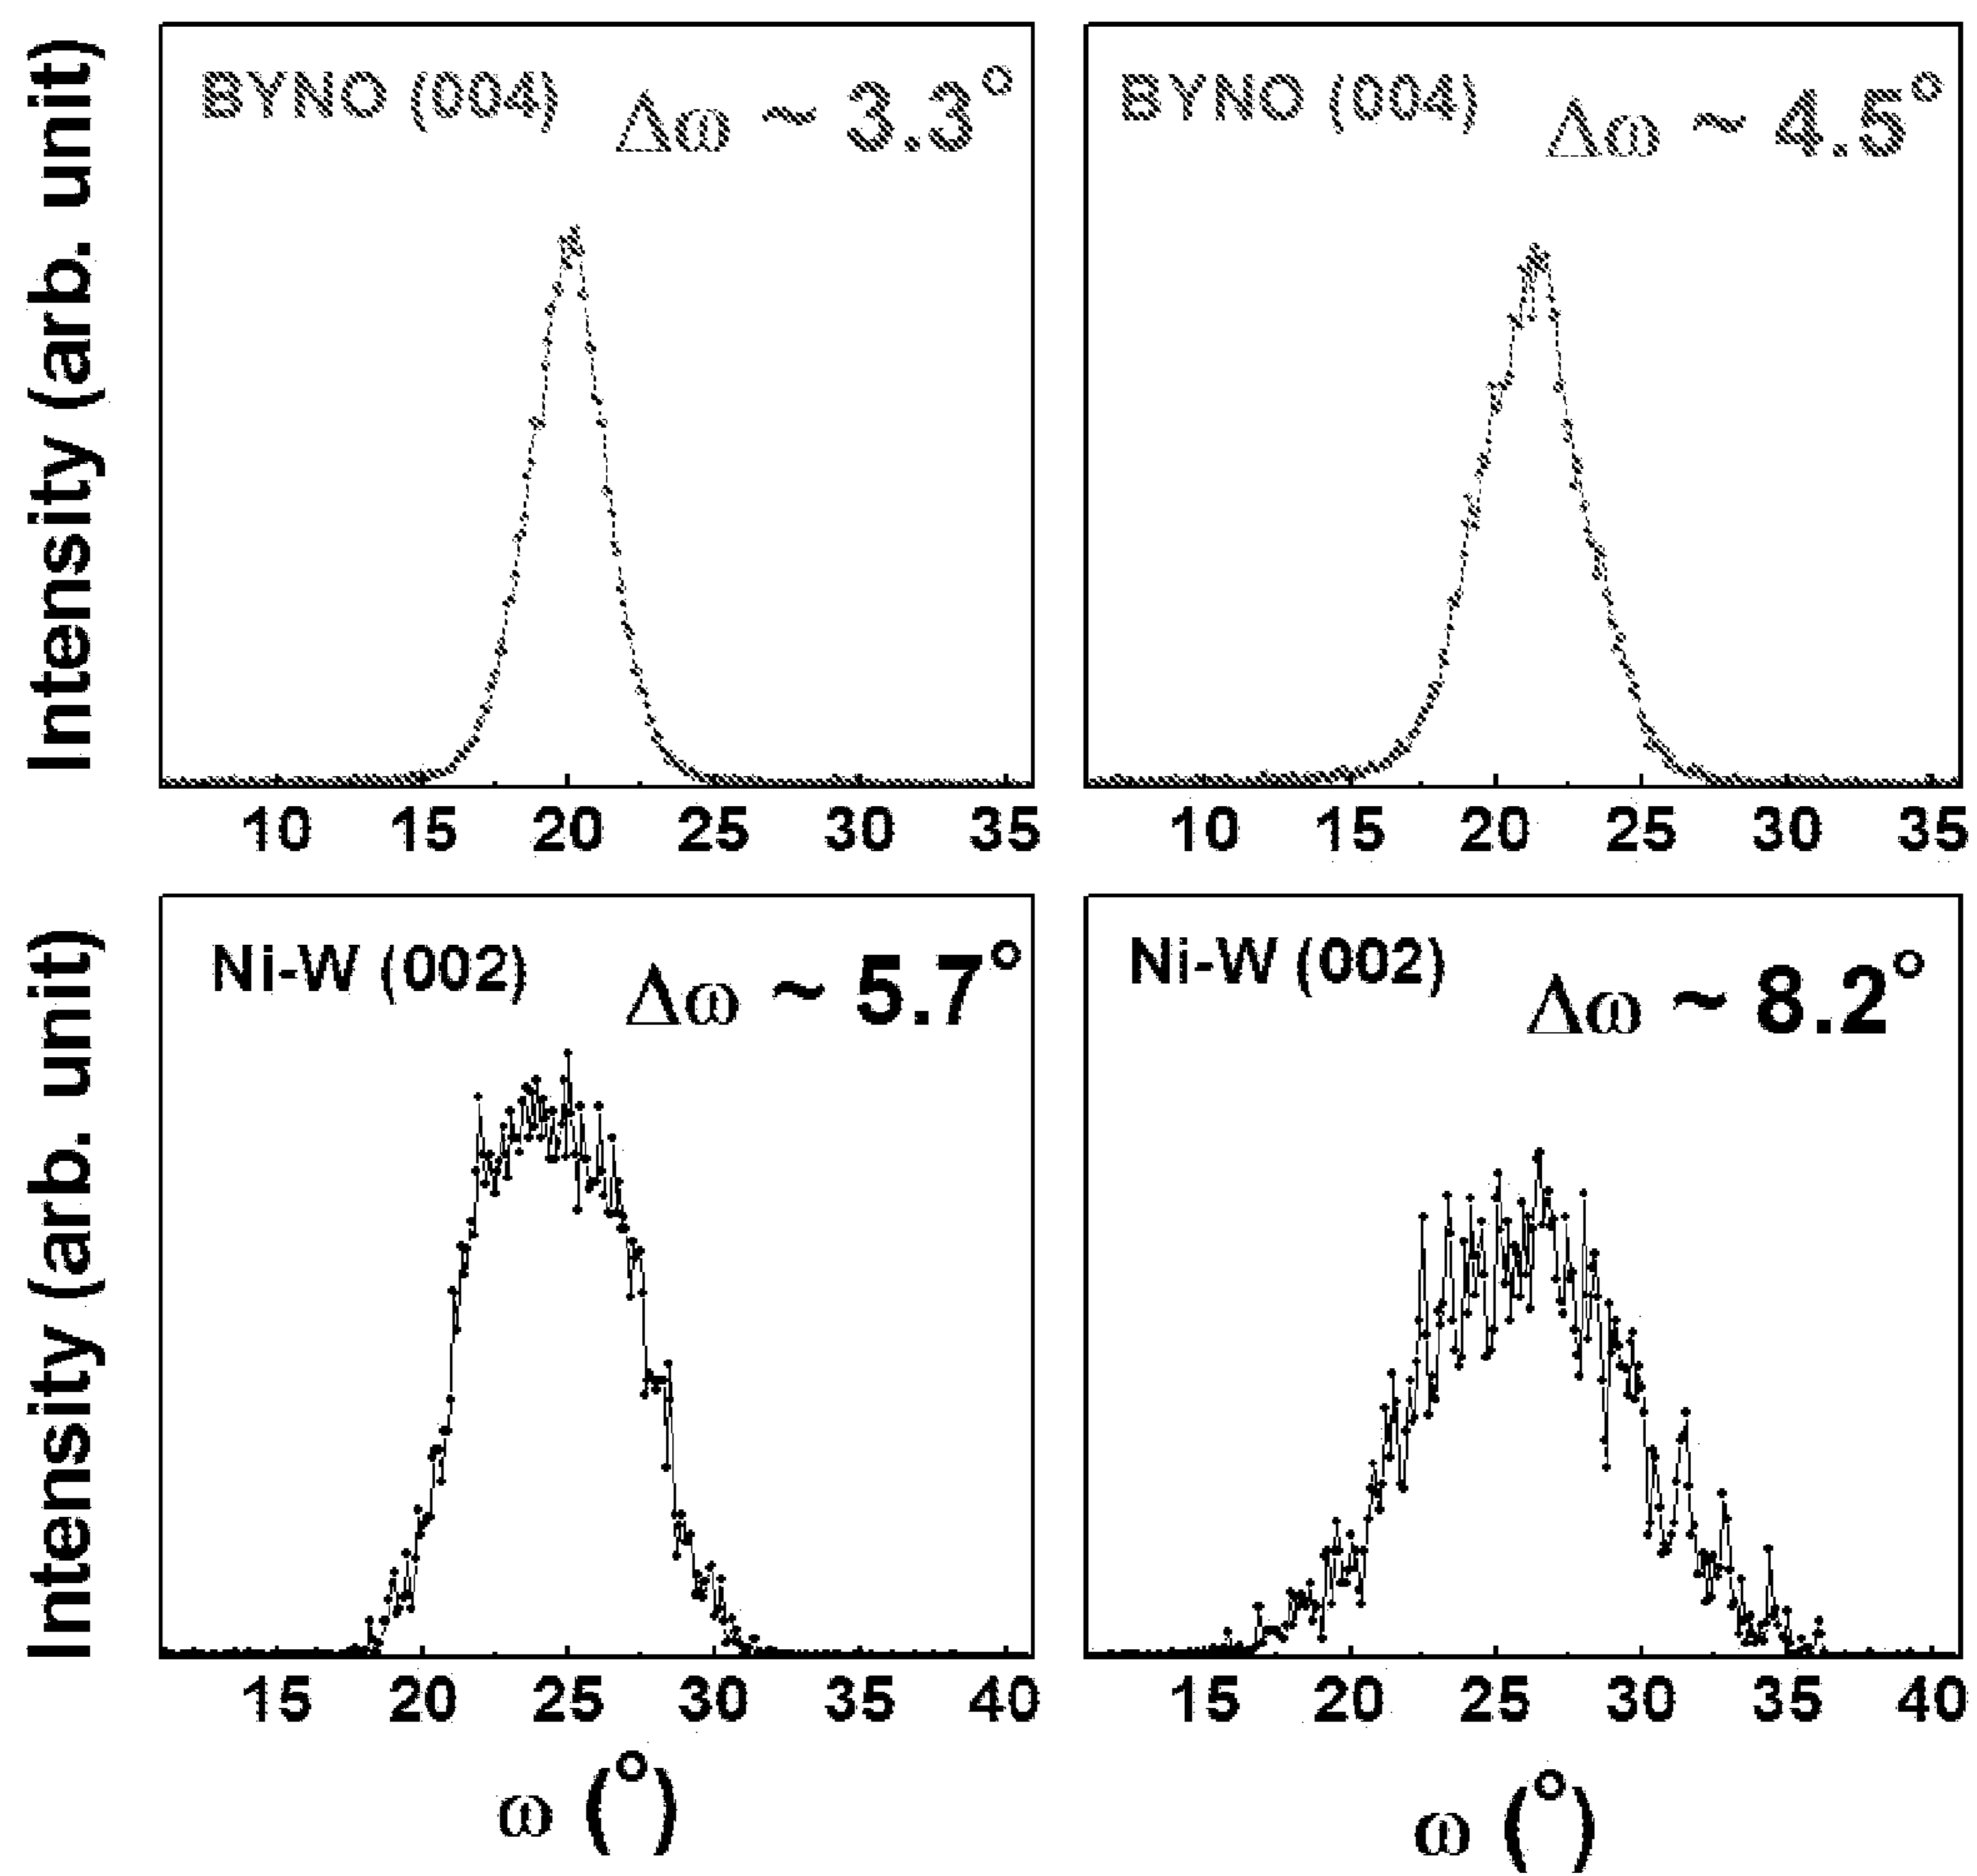 Intensity (arb. unit)
BYNO (004) Δω ~ 3.3°
10 15 20 25 30 35
BYNO (004) Δω ~ 4.5°
10 15 20 25 30 35
Intensity (arb. unit)
Ni-W (002) Δω ~ 5.7°
15 20 25 30 35 40
ω (°)
Ni-W (002) Δω ~ 8.2°
15 20 25 30 35 40
ω (°)